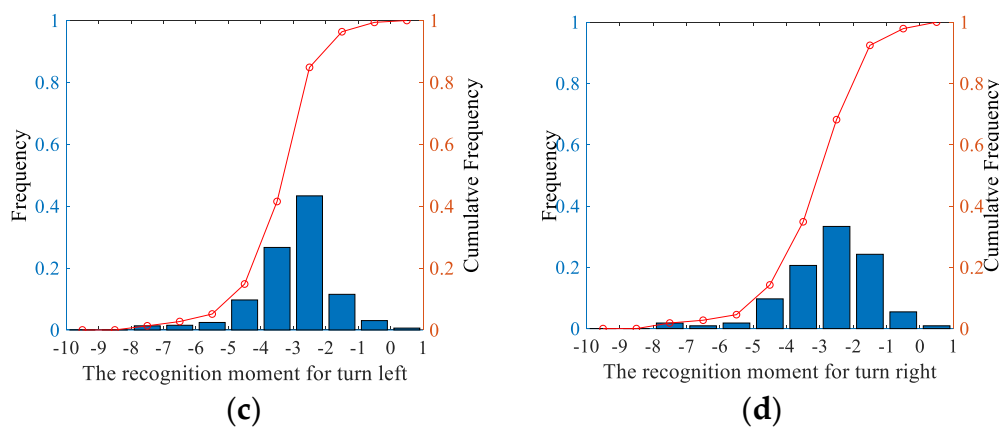 1 1 1 1
0.8 0.8 0.8 0.8
0.6 0.6 0.6 0.6
0.4 0.4 0.4 0.4
0.2 0.2 0.2 0.2
0 0 0 0
Frequency
Cumulatve Frequency
Frequency
Cumulatve Frequency
-10 -9 -8 -7 -6 -5 -4 -3 -2 -1 0 1
-10 -9 -8 -7 -6 -5 -4 -3 -2 -1 0 1
The recognition moment for turn left
The recognition moment for turn right
(c)
(d)